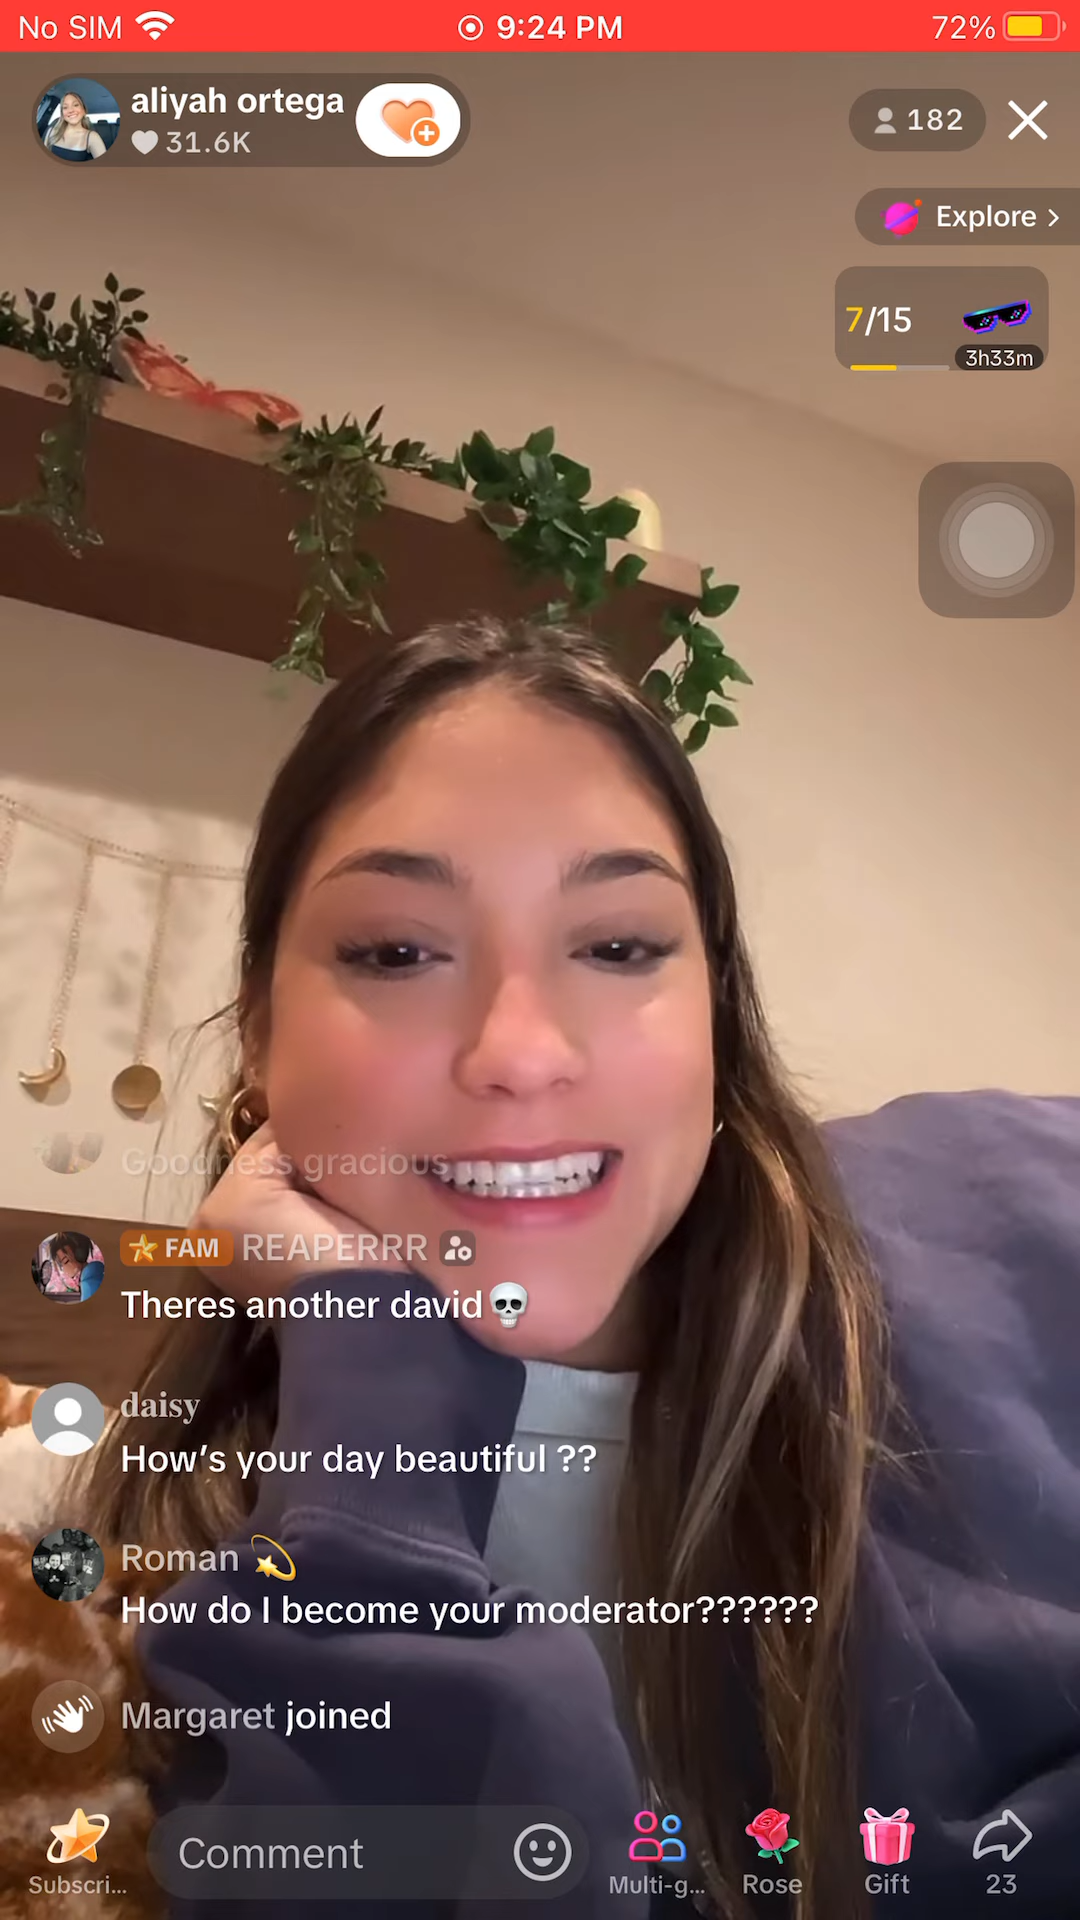 No SIM 9:24 PM 72%
aliyah ortega
31.6K
182
Explore >
7/15
3h33m
Goodness gracious
FAM REAPERRR
Theres another david💀
daisy
How's your day beautiful ??
Roman 💫
How do I become your moderator??????
Margaret joined
Comment
Subscri... Multi-g... Rose Gift 23